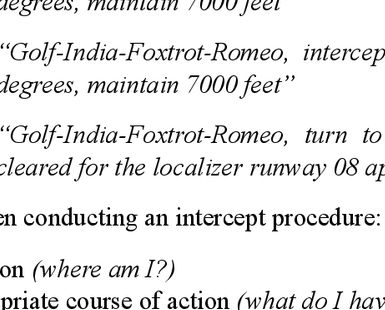 degrees, maintain 7000 feet
“Golf-India-Foxtrot-Romeo, intercep
degrees, maintain 7000 feet”
“Golf-India-Foxtrot-Romeo, turn to
cleared for the localizer runway 08 ap
en conducting an intercept procedure:
on (where am I?)
priate course of action (what do I hav